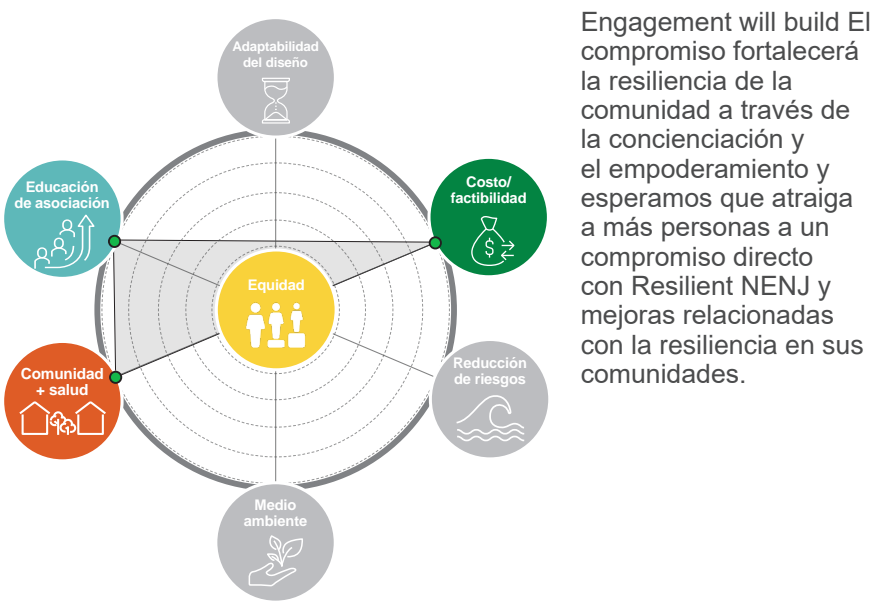 Adaptabilidad
del diseño
Educación
de asociación
Costo/
factibilidad
$
Equidad
Comunidad
+ salud
Reducción
de riesgos
Medio
ambiente
Engagement will build El
compromiso fortalecerá
la resiliencia de la
comunidad a través de
la concienciación y
el empoderamiento y
esperamos que atraiga
a más personas a un
compromiso directo
con Resilient NENJ y
mejoras relacionadas
con la resiliencia en sus
comunidades.